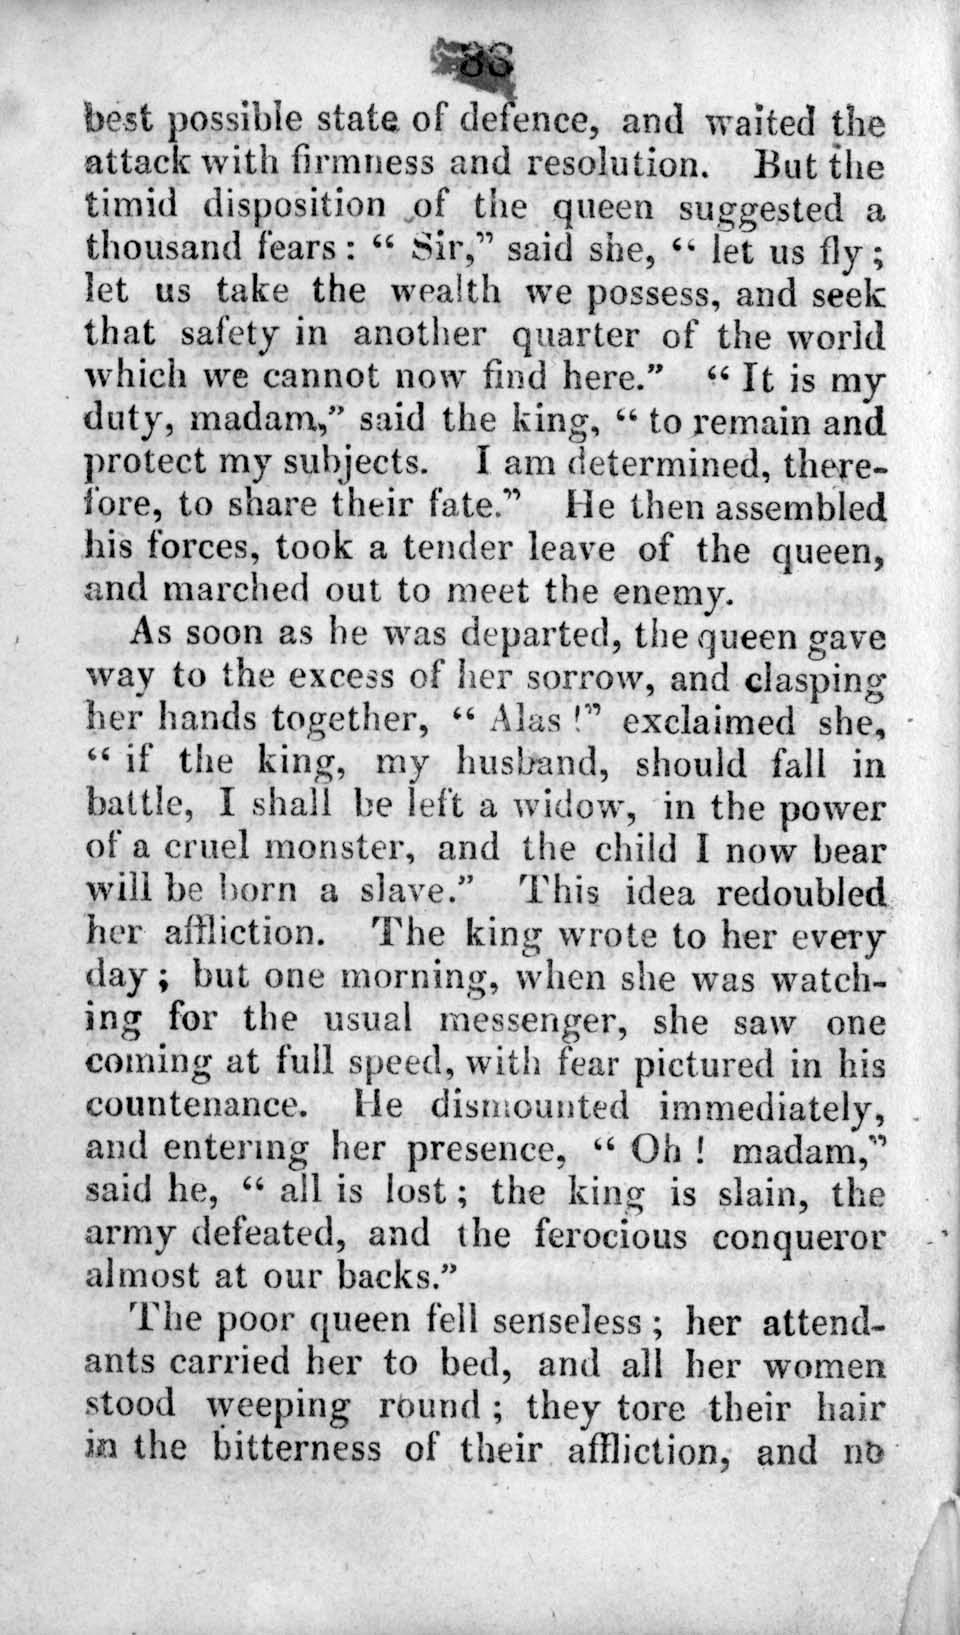 best possible state of defence, and waited the
attack with firmness and resolution. But the
timid disposition of the queen suggested a
thousand fears: “ Sir,” said she, “ let us fly;
let us take the wealth we possess, and seek
that safety in another quarter of the world
which we cannot now find here.” “ It is my
duty, madam,” said the king, “ to remain and
protect my subjects. I am determined, there-
fore, to share their fate.” He then assembled
his forces, took a tender leave of the queen,
and marched out to meet the enemy.
As soon as he was departed, the queen gave
way to the excess of her sorrow, and clasping
her hands together, “ Alas !” exclaimed she,
“ if the king, my husband, should fall in
battle, I shall be left a widow, in the power
of a cruel monster, and the child I now bear
will be born a slave.” This idea redoubled
her affliction. The king wrote to her every
day; but one morning, when she was watch-
ing for the usual messenger, she saw one
coming at full speed, with fear pictured in his
countenance. He dismounted immediately,
and entering her presence, “ Oh ! madam,”
said he, “ all is lost; the king is slain, the
army defeated, and the ferocious conqueror
almost at our backs.”
The poor queen fell senseless; her attend-
ants carried her to bed, and all her women
stood weeping round; they tore their hair
in the bitterness of their affliction, and no